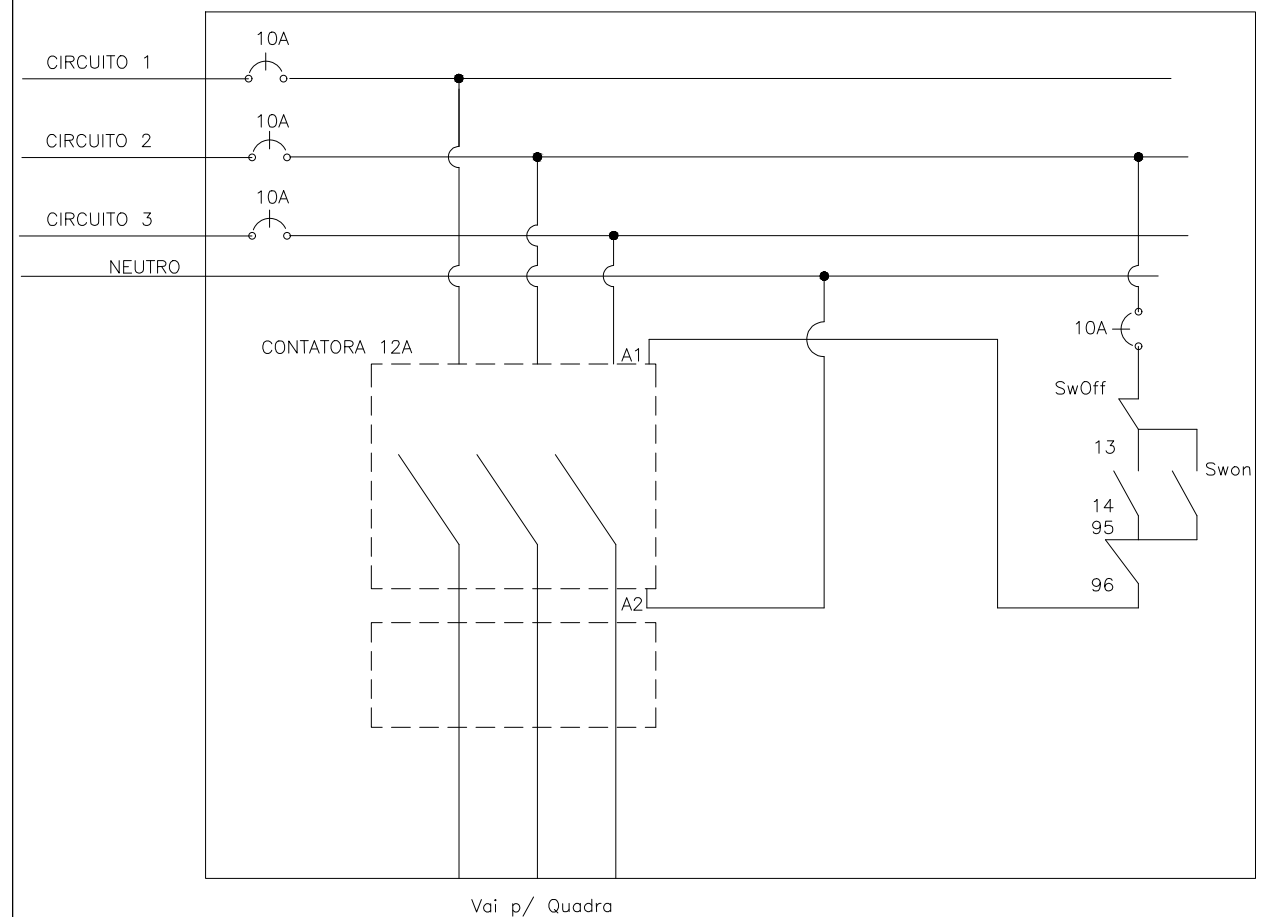 10A
CIRCUITO 1
10A
CIRCUITO 2
10A
CIRCUITO 3
NEUTRO
10A
CONTATORA 12A
A1
SwOff
13
Swon
14
95
96
A2
Vai p/ Quadra